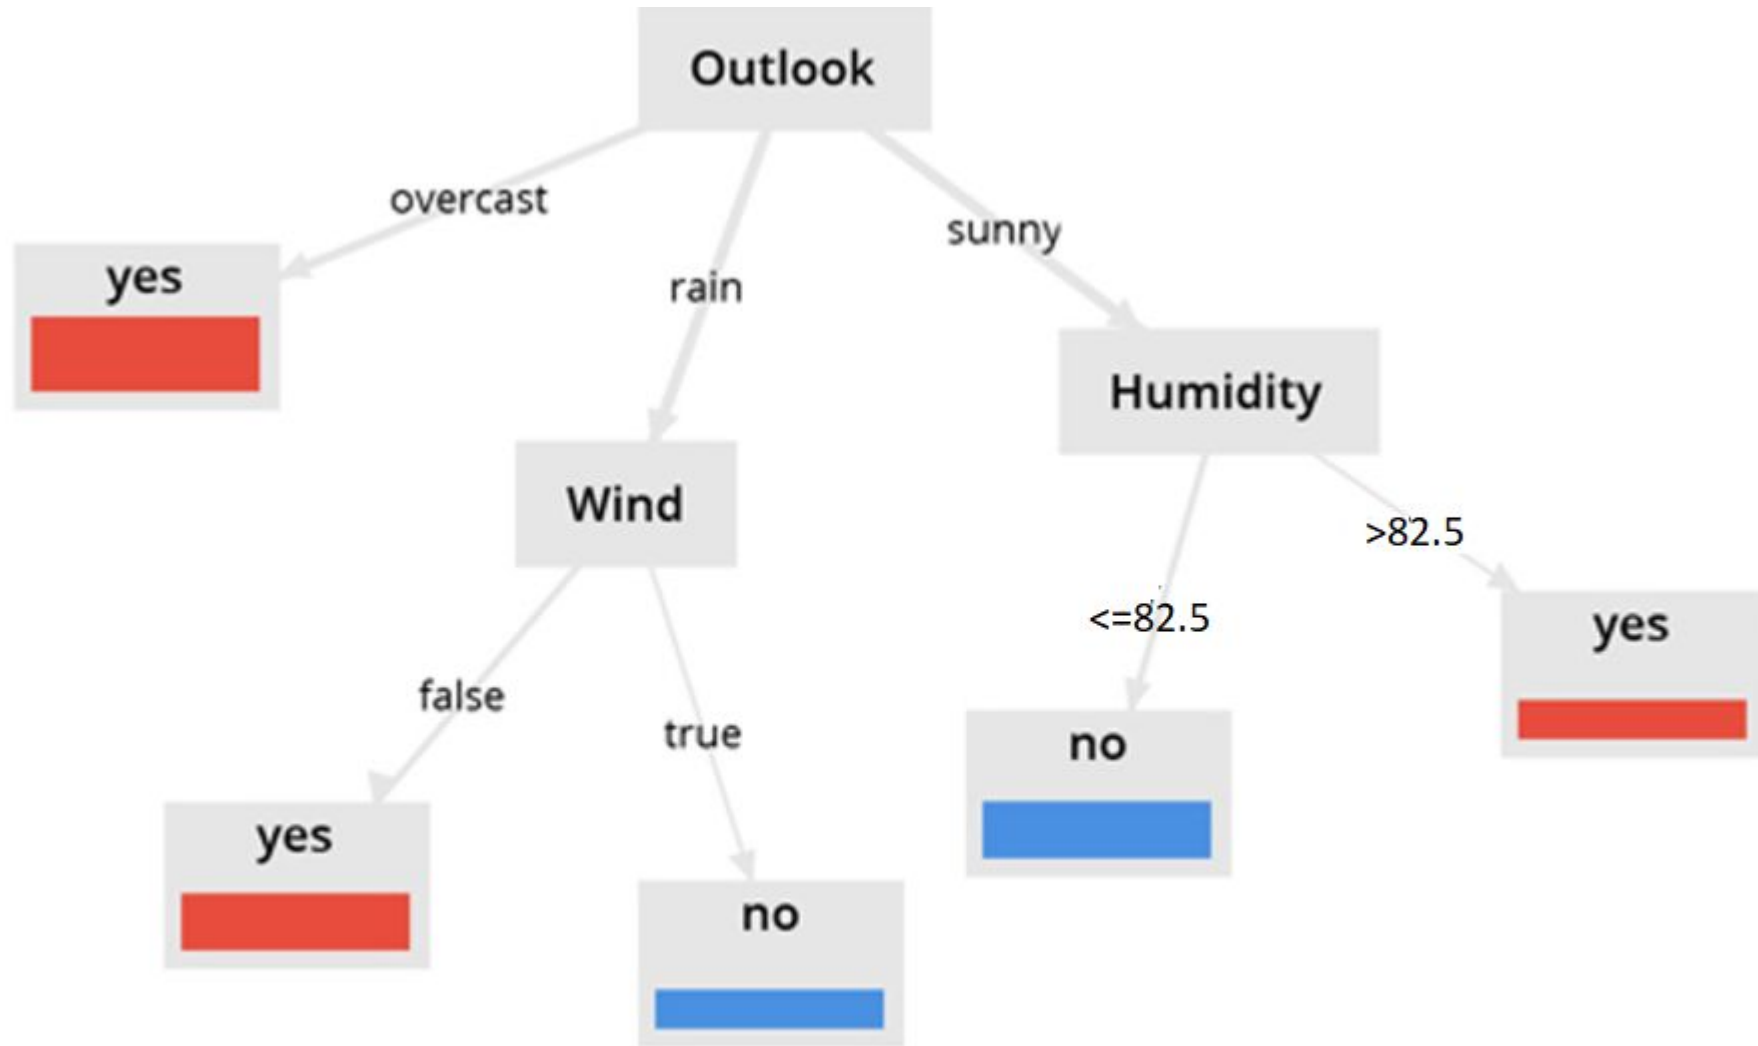 Outlook
overcast
sunny
yes
rain
Humidity
Wind
>82.5
<=82.5
yes
false
true
no
yes
no